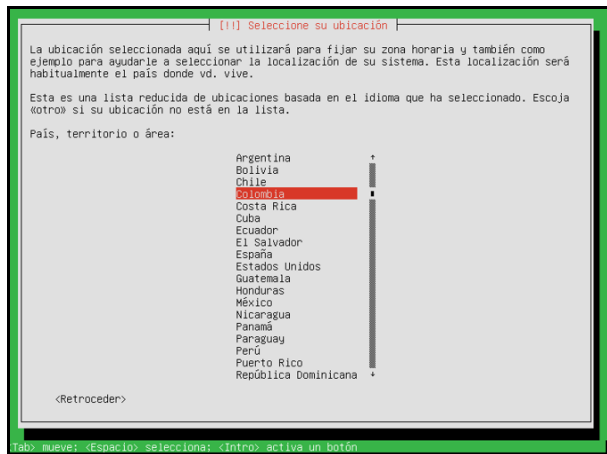 [!!] Seleccione su ubicación
La ubicación seleccionada aquí se utilizará para fijar su zona horaria y también como
ejemplo para ayudarle a seleccionar la localización de su sistema. Esta localización será
habitualmente el país donde vd. vive.
Esta es una lista reducida de ubicaciones basada en el idioma que ha seleccionado. Escoja
«otro» si su ubicación no está en la lista.
País, territorio o área:
Argentina
Bolivia
Chile
Colombia
Costa Rica
Cuba
Ecuador
El Salvador
España
Estados Unidos
Guatemala
Honduras
México
Nicaragua
Panamá
Paraguay
Perú
Puerto Rico
República Dominicana
<Retroceder>
Tab> mueve; <Espacio> selecciona; <Intro> activa un botón